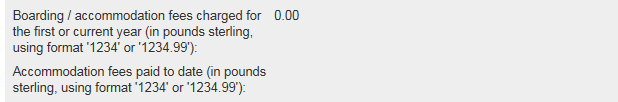 Boarding / accommodation fees charged for 0.00
the first or current year (in pounds sterling,
using format '1234' or '1234.99'):
Accommodation fees paid to date (in pounds
sterling, using format '1234' or '1234.99'):